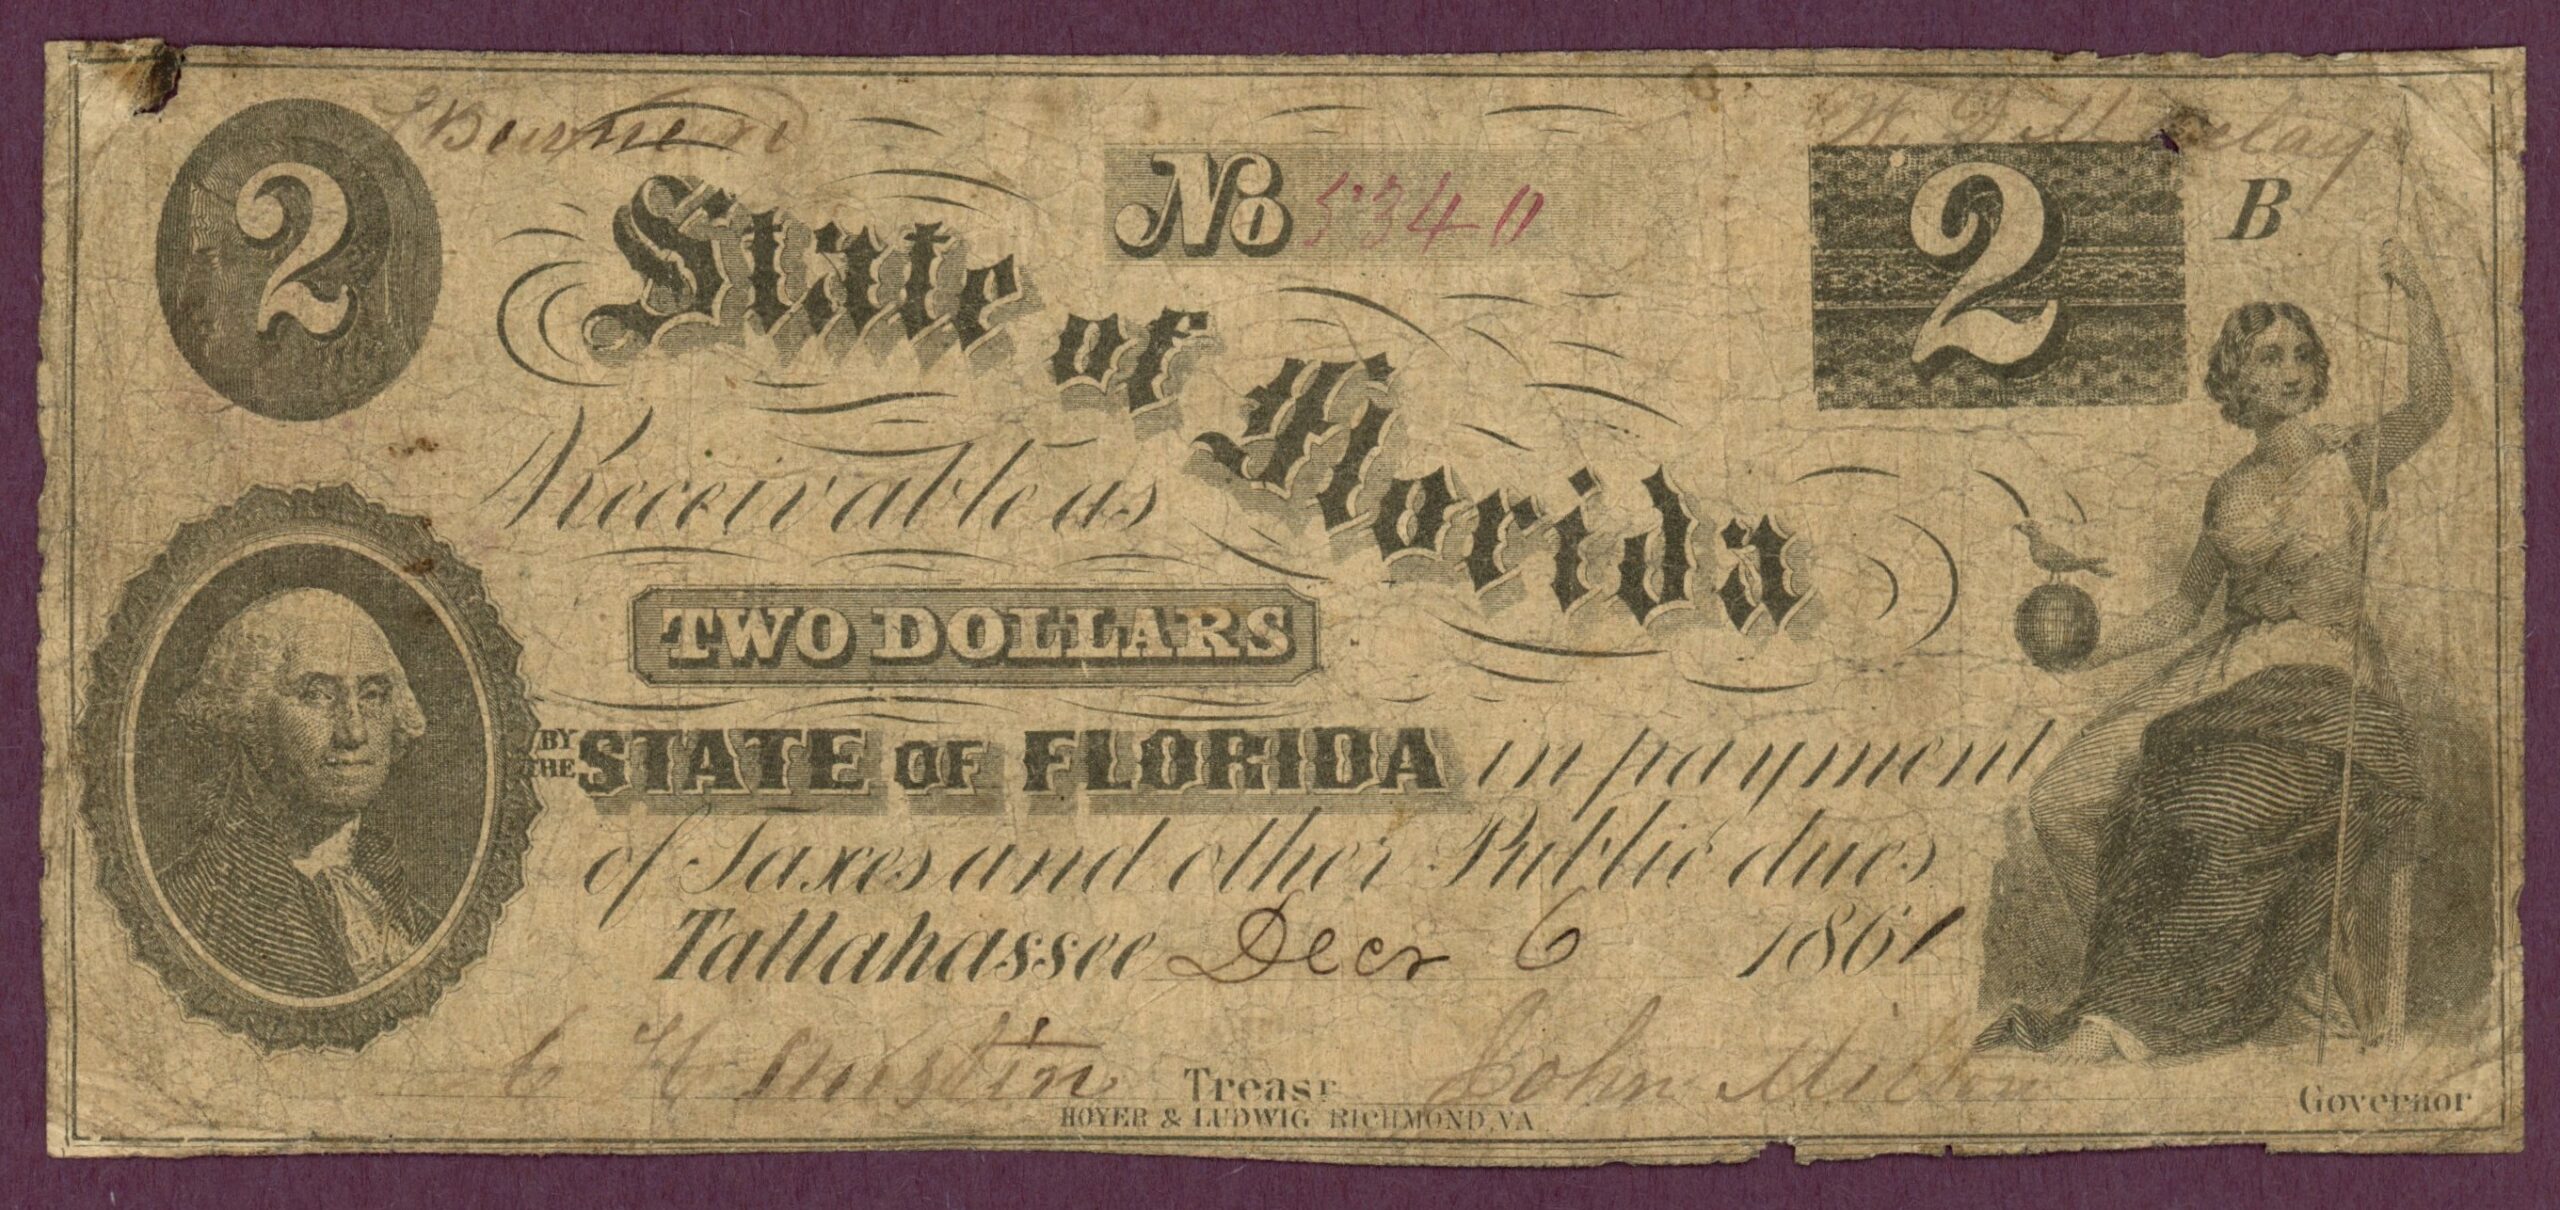 2
No 5340
2
B
State of Florida
Receivable as
TWO DOLLARS
BY THE STATE OF FLORIDA in payment
of Taxes and other Public dues
Tallahassee Decr 6 1861
C H Austin Treasr John Milton Governor
HOYER & LUDWIG RICHMOND, VA